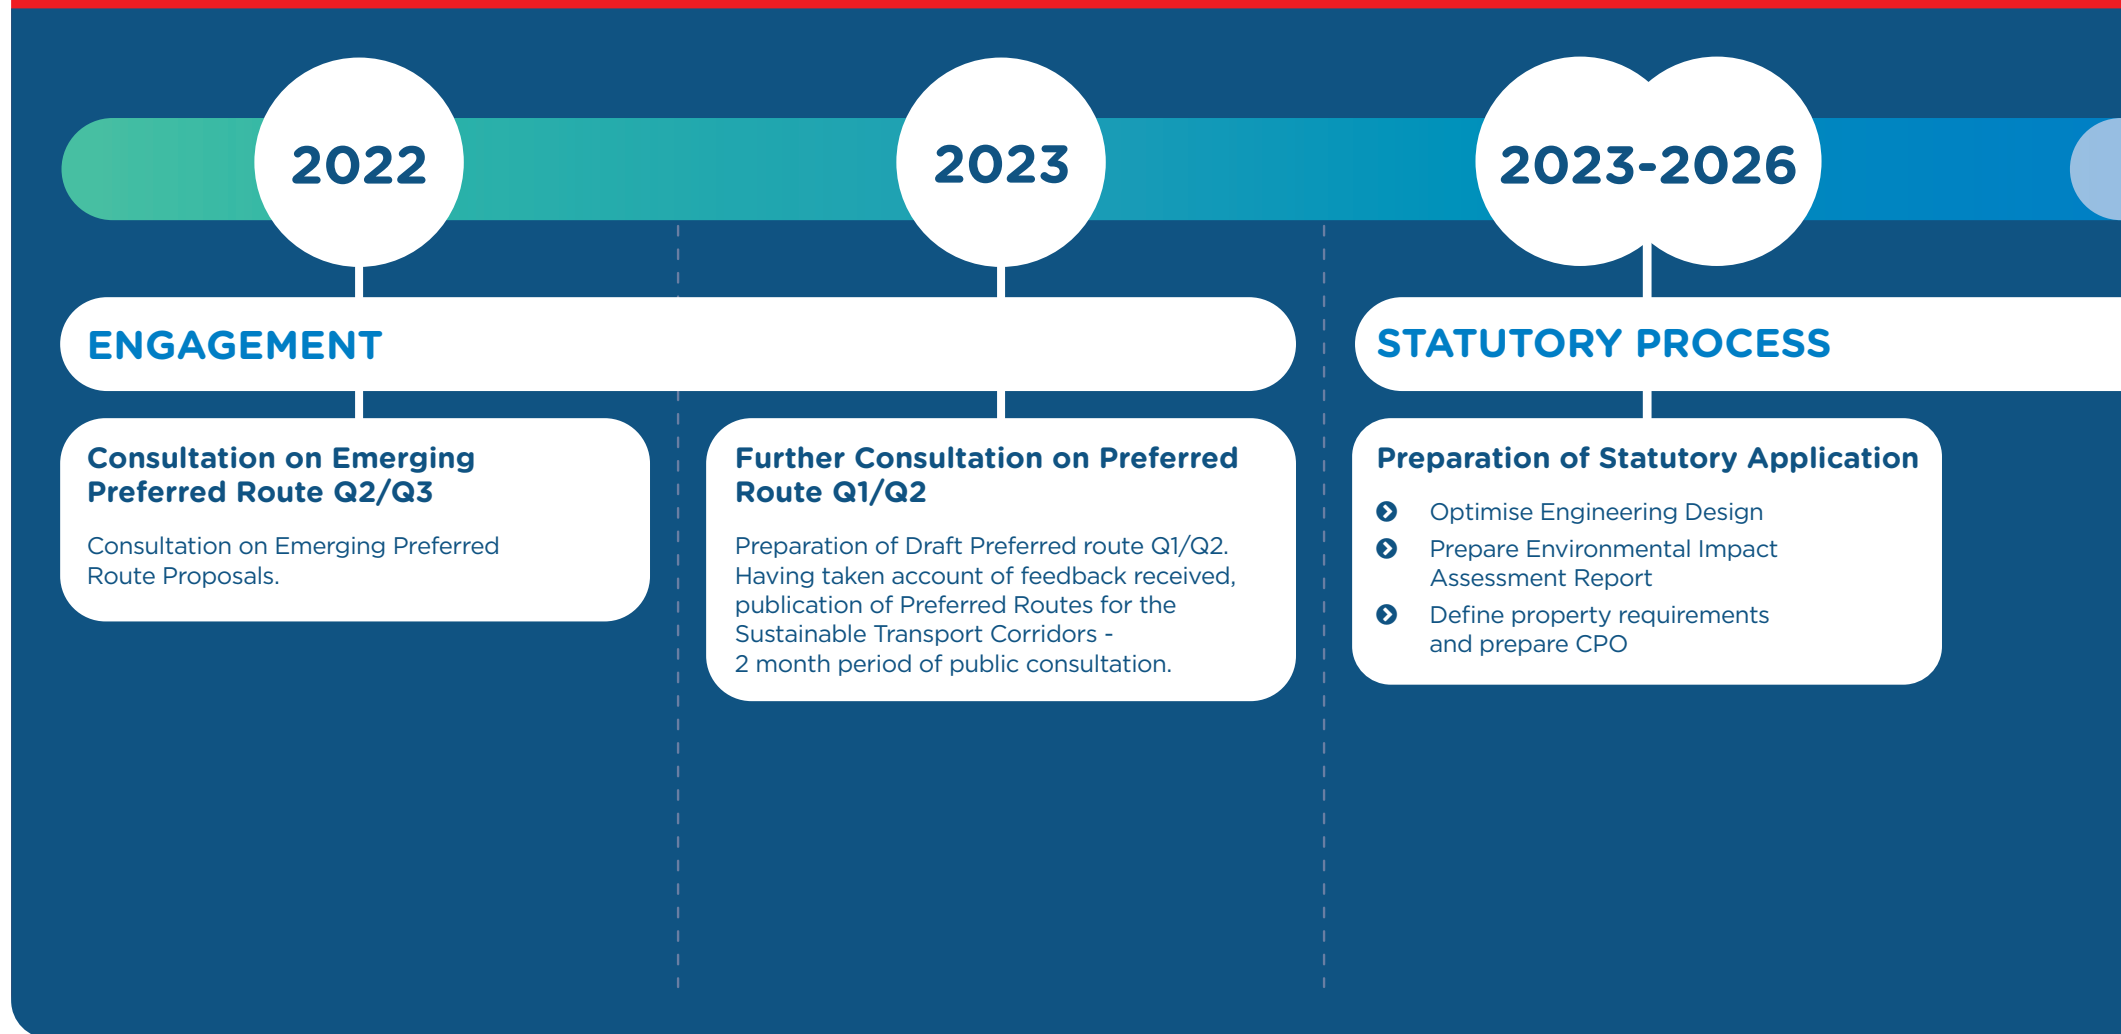 2022
2023
2023-2026
ENGAGEMENT
STATUTORY PROCESS
Consultation on Emerging
Preferred Route Q2/Q3
Consultation on Emerging Preferred
Route Proposals.
Further Consultation on Preferred
Route Q1/Q2
Preparation of Draft Preferred route Q1/Q2.
Having taken account of feedback received,
publication of Preferred Routes for the
Sustainable Transport Corridors -
2 month period of public consultation.
Preparation of Statutory Application
Optimise Engineering Design
Prepare Environmental Impact
Assessment Report
Define property requirements
and prepare CPO